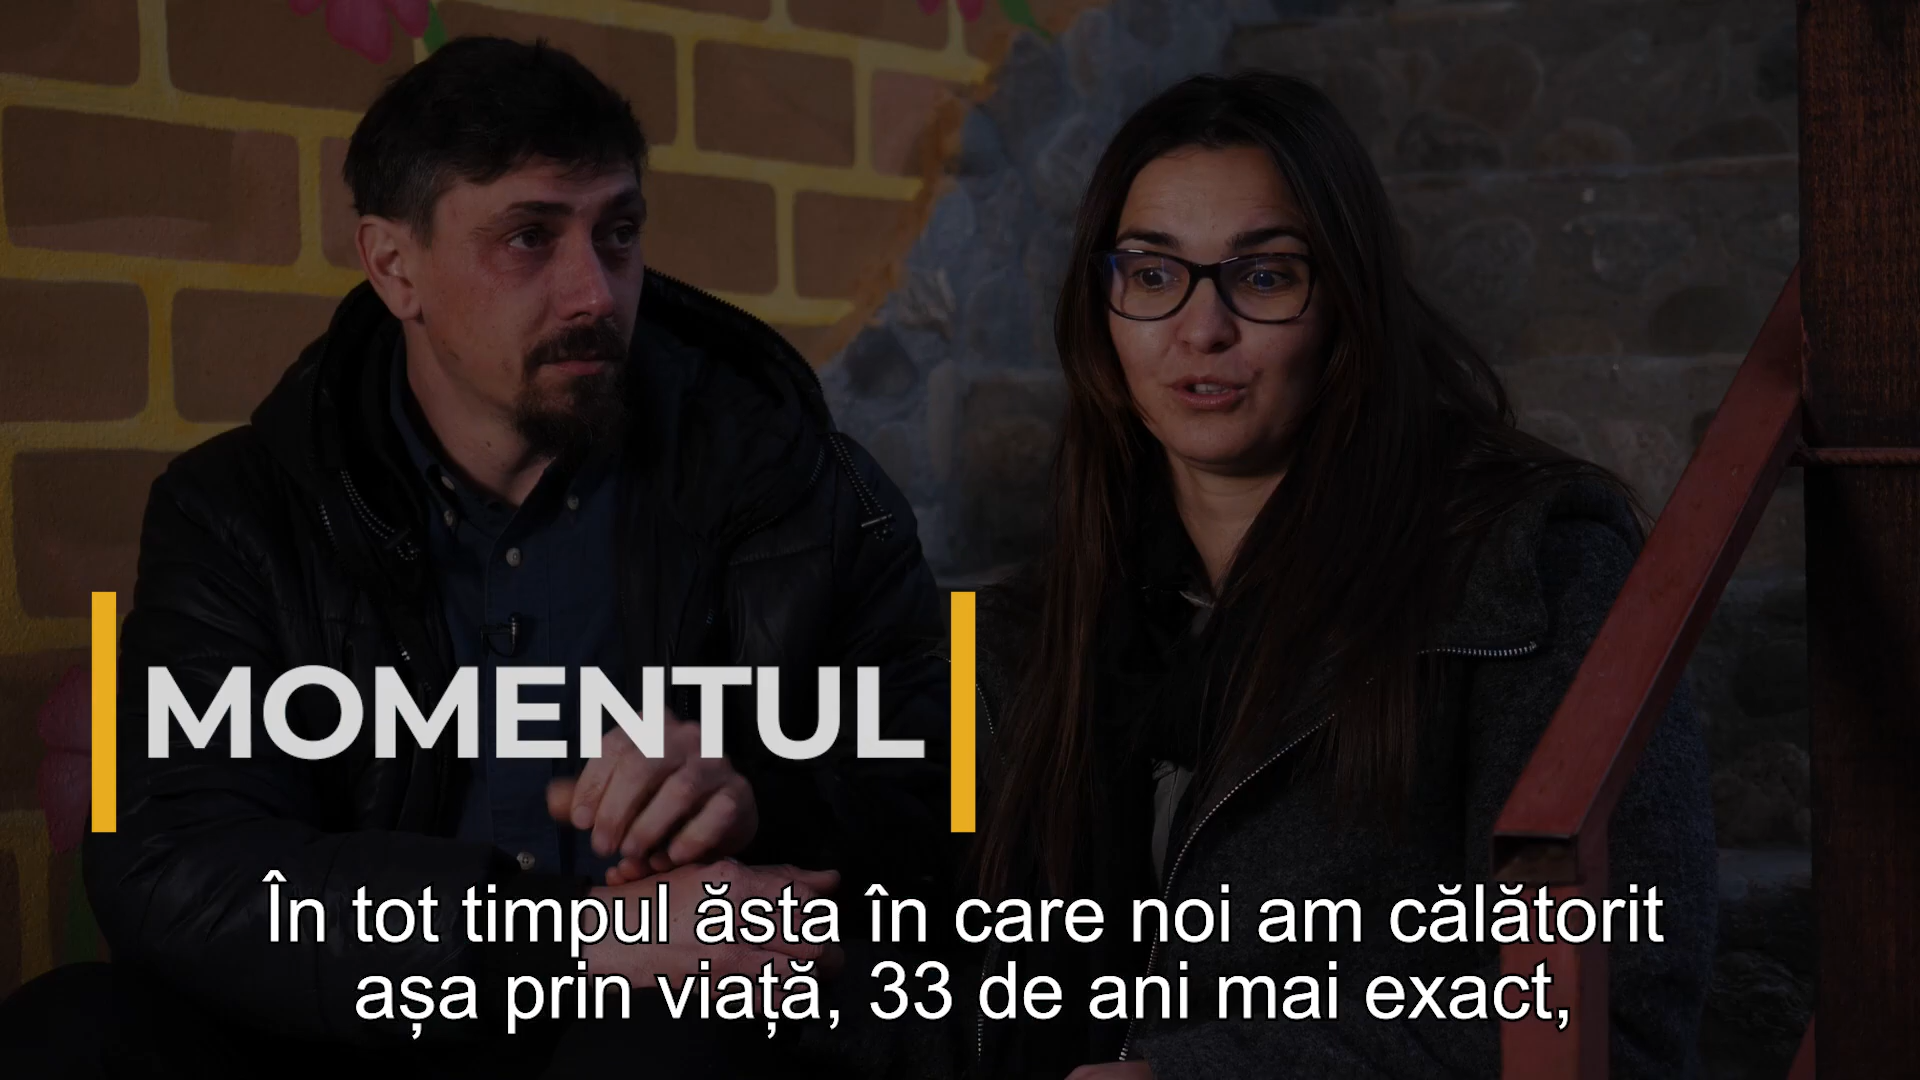 MOMENTUL
În tot timpul ăsta în care noi am călătorit
așa prin viață, 33 de ani mai exact,